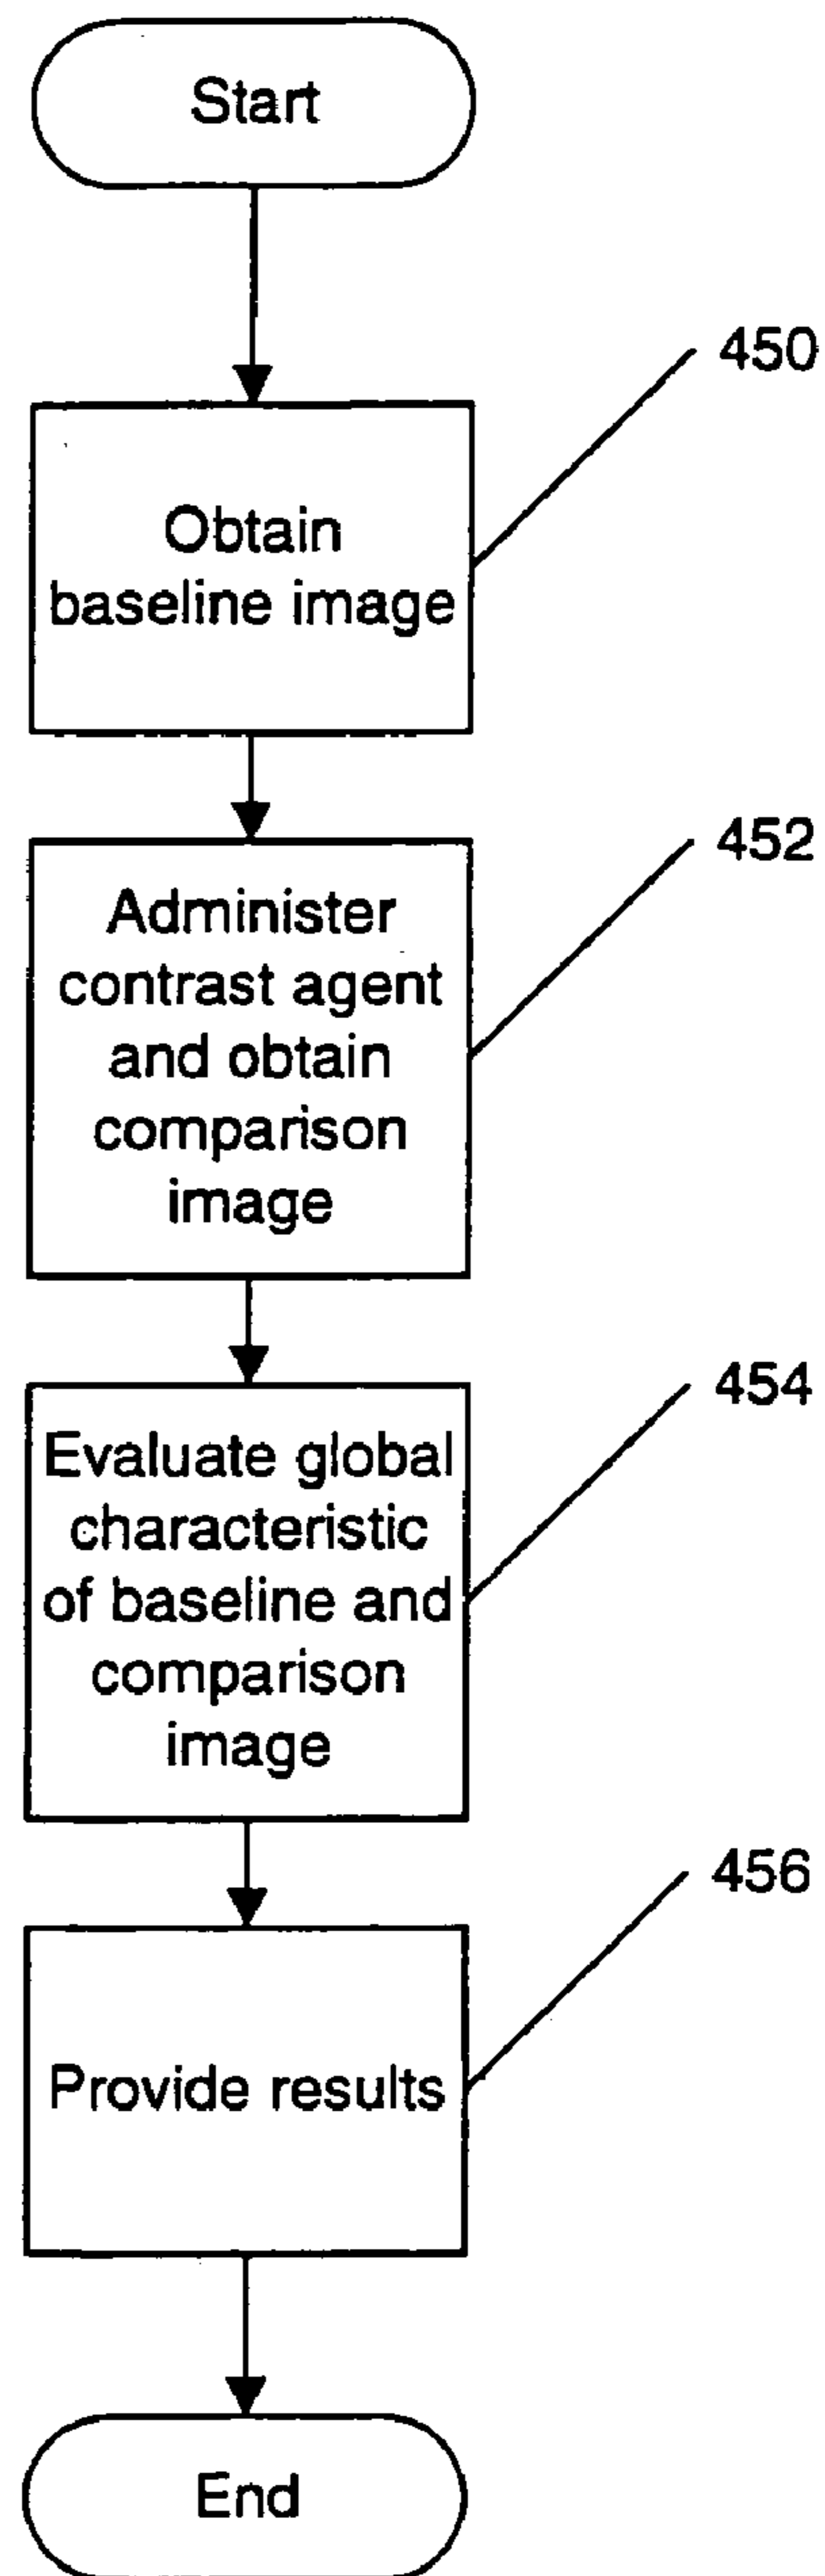 Start
450
Obtain
baseline image
452
Administer
contrast agent
and obtain
comparison
image
454
Evaluate global
characteristic
of baseline and
comparison
image
456
Provide results
End